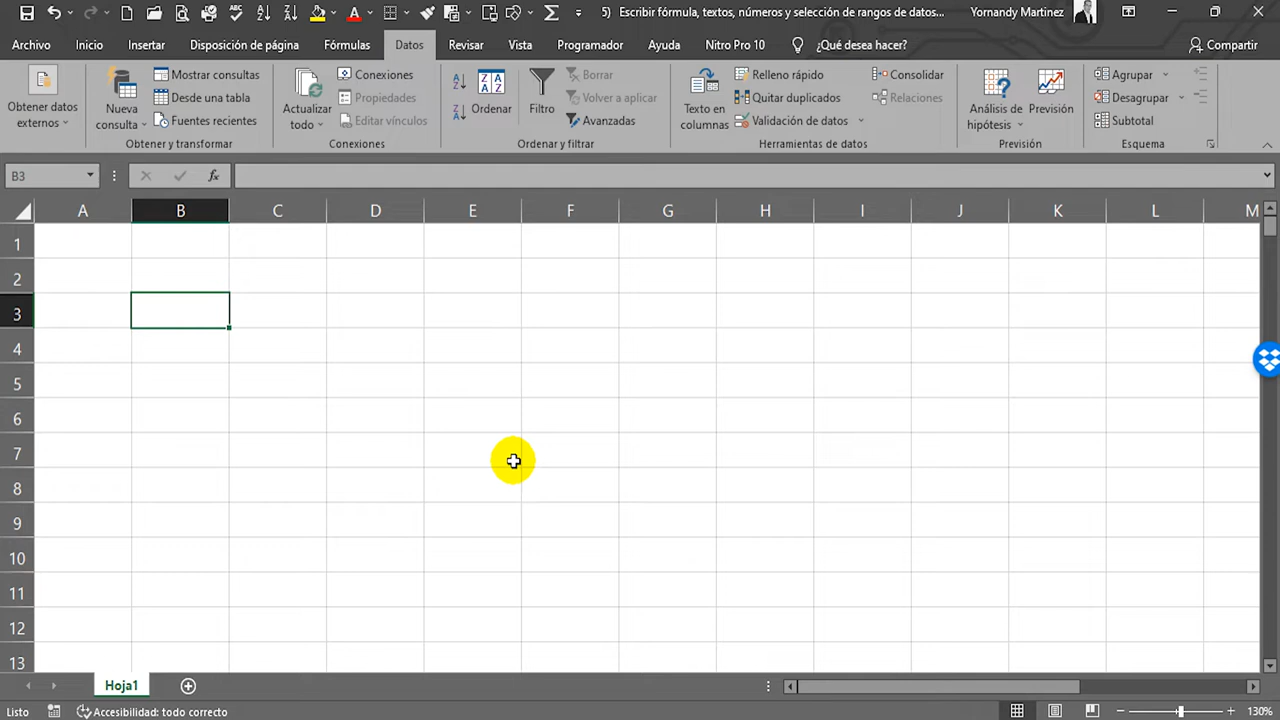 5) Escribir fórmula, textos, números y selección de rangos de datos...
Yornandy Martinez
Archivo Inicio Insertar Disposición de página Fórmulas Datos Revisar Vista Programador Ayuda Nitro Pro 10 ¿Qué desea hacer? Compartir
Obtener datos externos
Nueva consulta
Mostrar consultas
Desde una tabla
Fuentes recientes
Obtener y transformar
Actualizar todo
Conexiones
Propiedades
Editar vínculos
Conexiones
Ordenar
Filtro
Borrar
Volver a aplicar
Avanzadas
Ordenar y filtrar
Texto en columnas
Relleno rápido
Quitar duplicados
Validación de datos
Consolidar
Relaciones
Herramientas de datos
Análisis de hipótesis
Previsión
Previsión
Agrupar
Desagrupar
Subtotal
Esquema
B3 fx
A B C D E F G H I J K L M
1
2
3
4
5
6
7
8
9
10
11
12
13
Hoja1
Listo Accesibilidad: todo correcto 130%